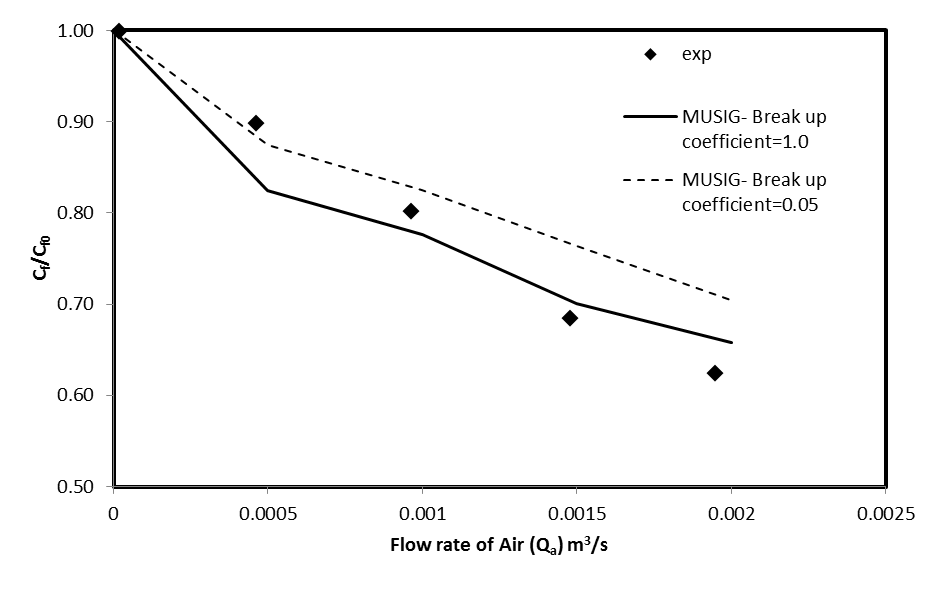 1.00
0.90
0.80
0.70
0.60
0.50
Cf/Cf0
exp
MUSIG- Break up
coefficient=1.0
MUSIG- Break up
coefficient=0.05
0 0.0005 0.001 0.0015 0.002 0.0025
Flow rate of Air (Qa) m³/s